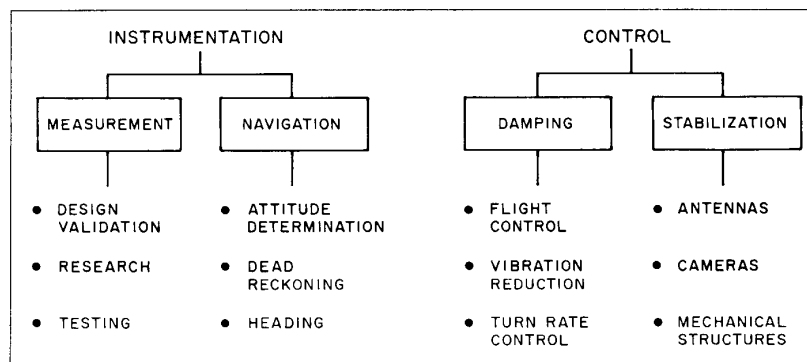 INSTRUMENTATION
MEASUREMENT
NAVIGATION
• DESIGN
VALIDATION
• RESEARCH
• TESTING
• ATTITUDE
DETERMINATION
• DEAD
RECKONING
• HEADING
CONTROL
DAMPING
STABILIZATION
• FLIGHT
CONTROL
• VIBRATION
REDUCTION
• TURN RATE
CONTROL
• ANTENNAS
• CAMERAS
• MECHANICAL
STRUCTURES